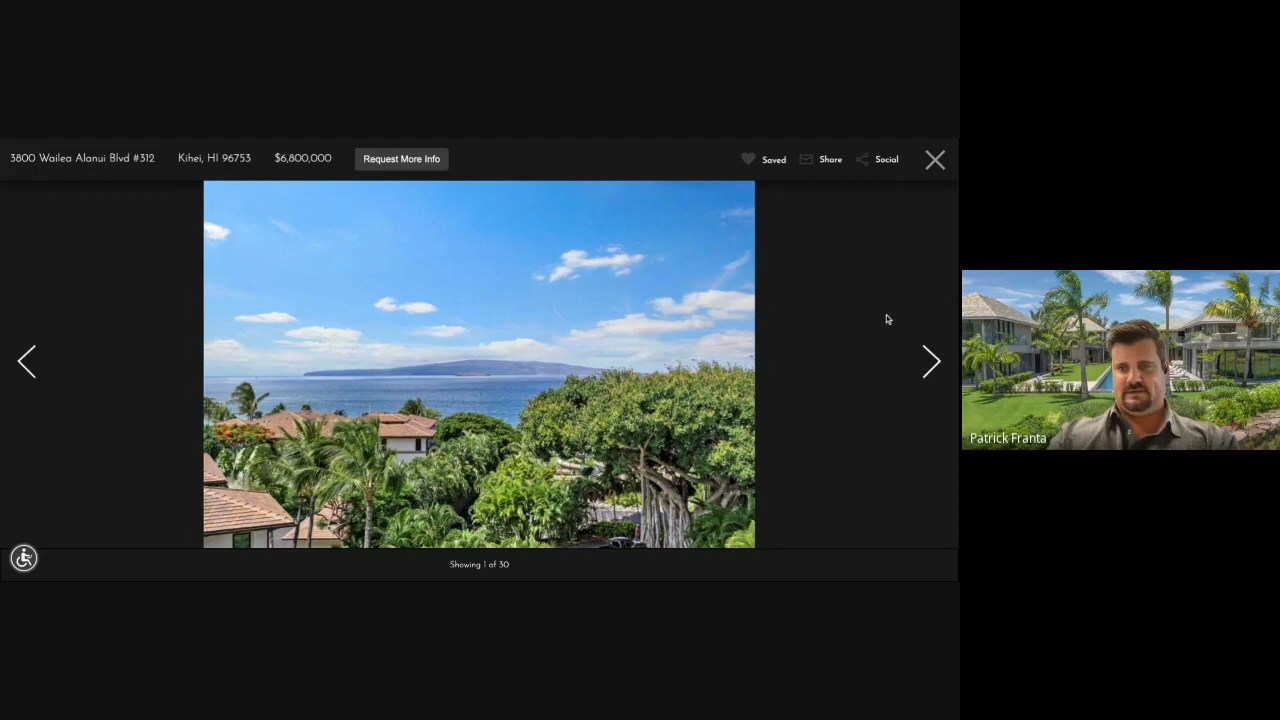 3800 Wailea Alanui Blvd #312 Kihei, HI 96753 $6,800,000 Request More Info Saved Share Social
Patrick Franta
Showing 1 of 30